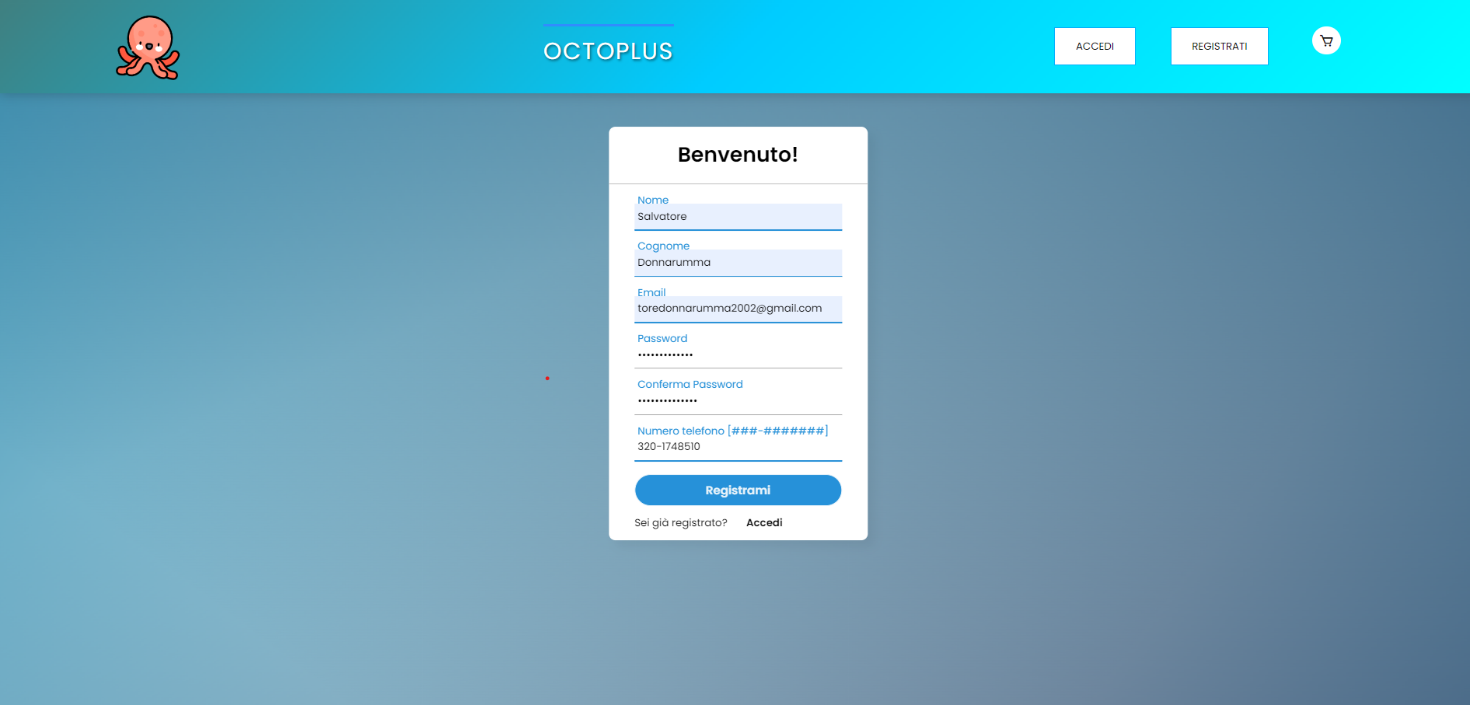 OCTOPLUS
ACCEDI
REGISTRATI
Benvenuto!
Nome
Salvatore
Cognome
Donnarumma
Email
toredonnarumma2002@gmail.com
Password
•••••••••••••
Conferma Password
••••••••••••••
Numero telefono [###-#######]
320-1748510
Registrami
Sei già registrato? Accedi